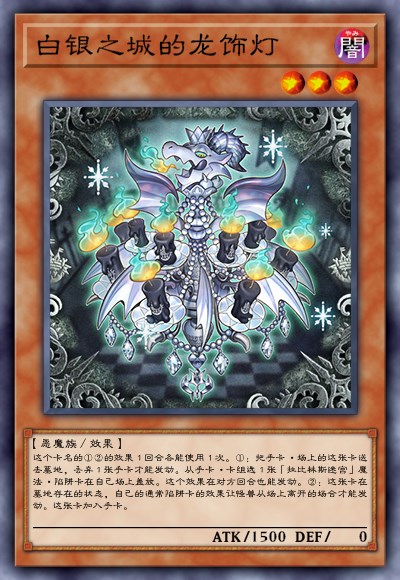 白银之城的龙饰灯
やみ
闇
【恶魔族／效果】
这个卡名的①②的效果1回合各能使用1次。①：把手卡·场上的这张卡送
去墓地，丢弃1张手卡才能发动。从手卡·卡组选1张「拉比林斯迷宫」魔
法·陷阱卡在自己场上盖放。这个效果在对方回合也能发动。②：这张卡在
墓地存在的状态，自己的通常陷阱卡的效果让怪兽从场上离开的场合才能发
动。这张卡加入手卡。
ATK/1500 DEF/ 0